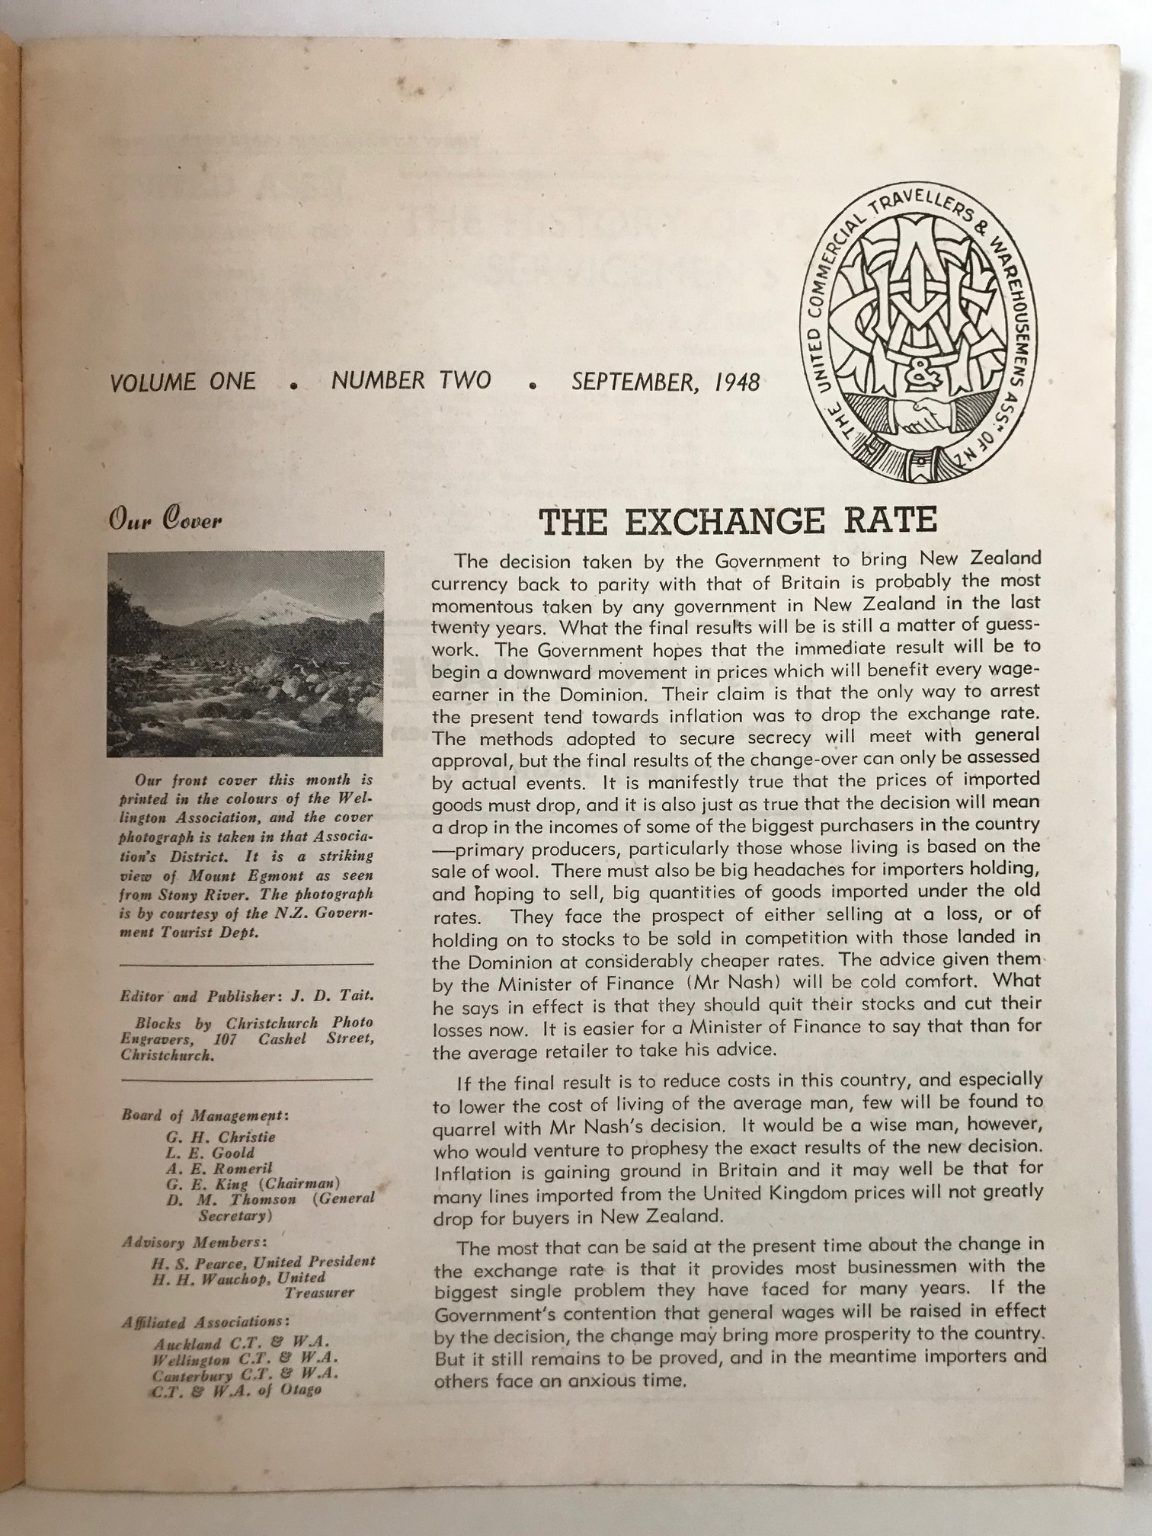 THE UNITED COMMERCIAL TRAVELLERS & WAREHOUSEMENS ASSN OF NZ
&
VOLUME ONE . NUMBER TWO . SEPTEMBER, 1948
Our Cover
Our front cover this month is
printed in the colours of the Wel-
lington Association, and the cover
photograph is taken in that Associa-
tion's District. It is a striking
view of Mount Egmont as seen
from Stony River. The photograph
is by courtesy of the N.Z. Govern-
ment Tourist Dept.
Editor and Publisher: J. D. Tait.
Blocks by Christchurch Photo
Engravers, 107 Cashel Street,
Christchurch.
Board of Management:
G. H. Christie
L. E. Goold
A. E. Romeril
G. E. King (Chairman)
D. M. Thomson (General
Secretary)
Advisory Members:
H. S. Pearce, United President
H. H. Wauchop, United
Treasurer
Affiliated Associations:
Auckland C.T. & W.A.
Wellington C.T. & W.A.
Canterbury C.T. & W.A.
C.T. & W.A. of Otago
THE EXCHANGE RATE
The decision taken by the Government to bring New Zealand
currency back to parity with that of Britain is probably the most
momentous taken by any government in New Zealand in the last
twenty years. What the final results will be is still a matter of guess-
work. The Government hopes that the immediate result will be to
begin a downward movement in prices which will benefit every wage-
earner in the Dominion. Their claim is that the only way to arrest
the present tend towards inflation was to drop the exchange rate.
The methods adopted to secure secrecy will meet with general
approval, but the final results of the change-over can only be assessed
by actual events. It is manifestly true that the prices of imported
goods must drop, and it is also just as true that the decision will mean
a drop in the incomes of some of the biggest purchasers in the country
—primary producers, particularly those whose living is based on the
sale of wool. There must also be big headaches for importers holding,
and hoping to sell, big quantities of goods imported under the old
rates. They face the prospect of either selling at a loss, or of
holding on to stocks to be sold in competition with those landed in
the Dominion at considerably cheaper rates. The advice given them
by the Minister of Finance (Mr Nash) will be cold comfort. What
he says in effect is that they should quit their stocks and cut their
losses now. It is easier for a Minister of Finance to say that than for
the average retailer to take his advice.
If the final result is to reduce costs in this country, and especially
to lower the cost of living of the average man, few will be found to
quarrel with Mr Nash's decision. It would be a wise man, however,
who would venture to prophesy the exact results of the new decision.
Inflation is gaining ground in Britain and it may well be that for
many lines imported from the United Kingdom prices will not greatly
drop for buyers in New Zealand.
The most that can be said at the present time about the change in
the exchange rate is that it provides most businessmen with the
biggest single problem they have faced for many years. If the
Government's contention that general wages will be raised in effect
by the decision, the change may bring more prosperity to the country.
But it still remains to be proved, and in the meantime importers and
others face an anxious time.